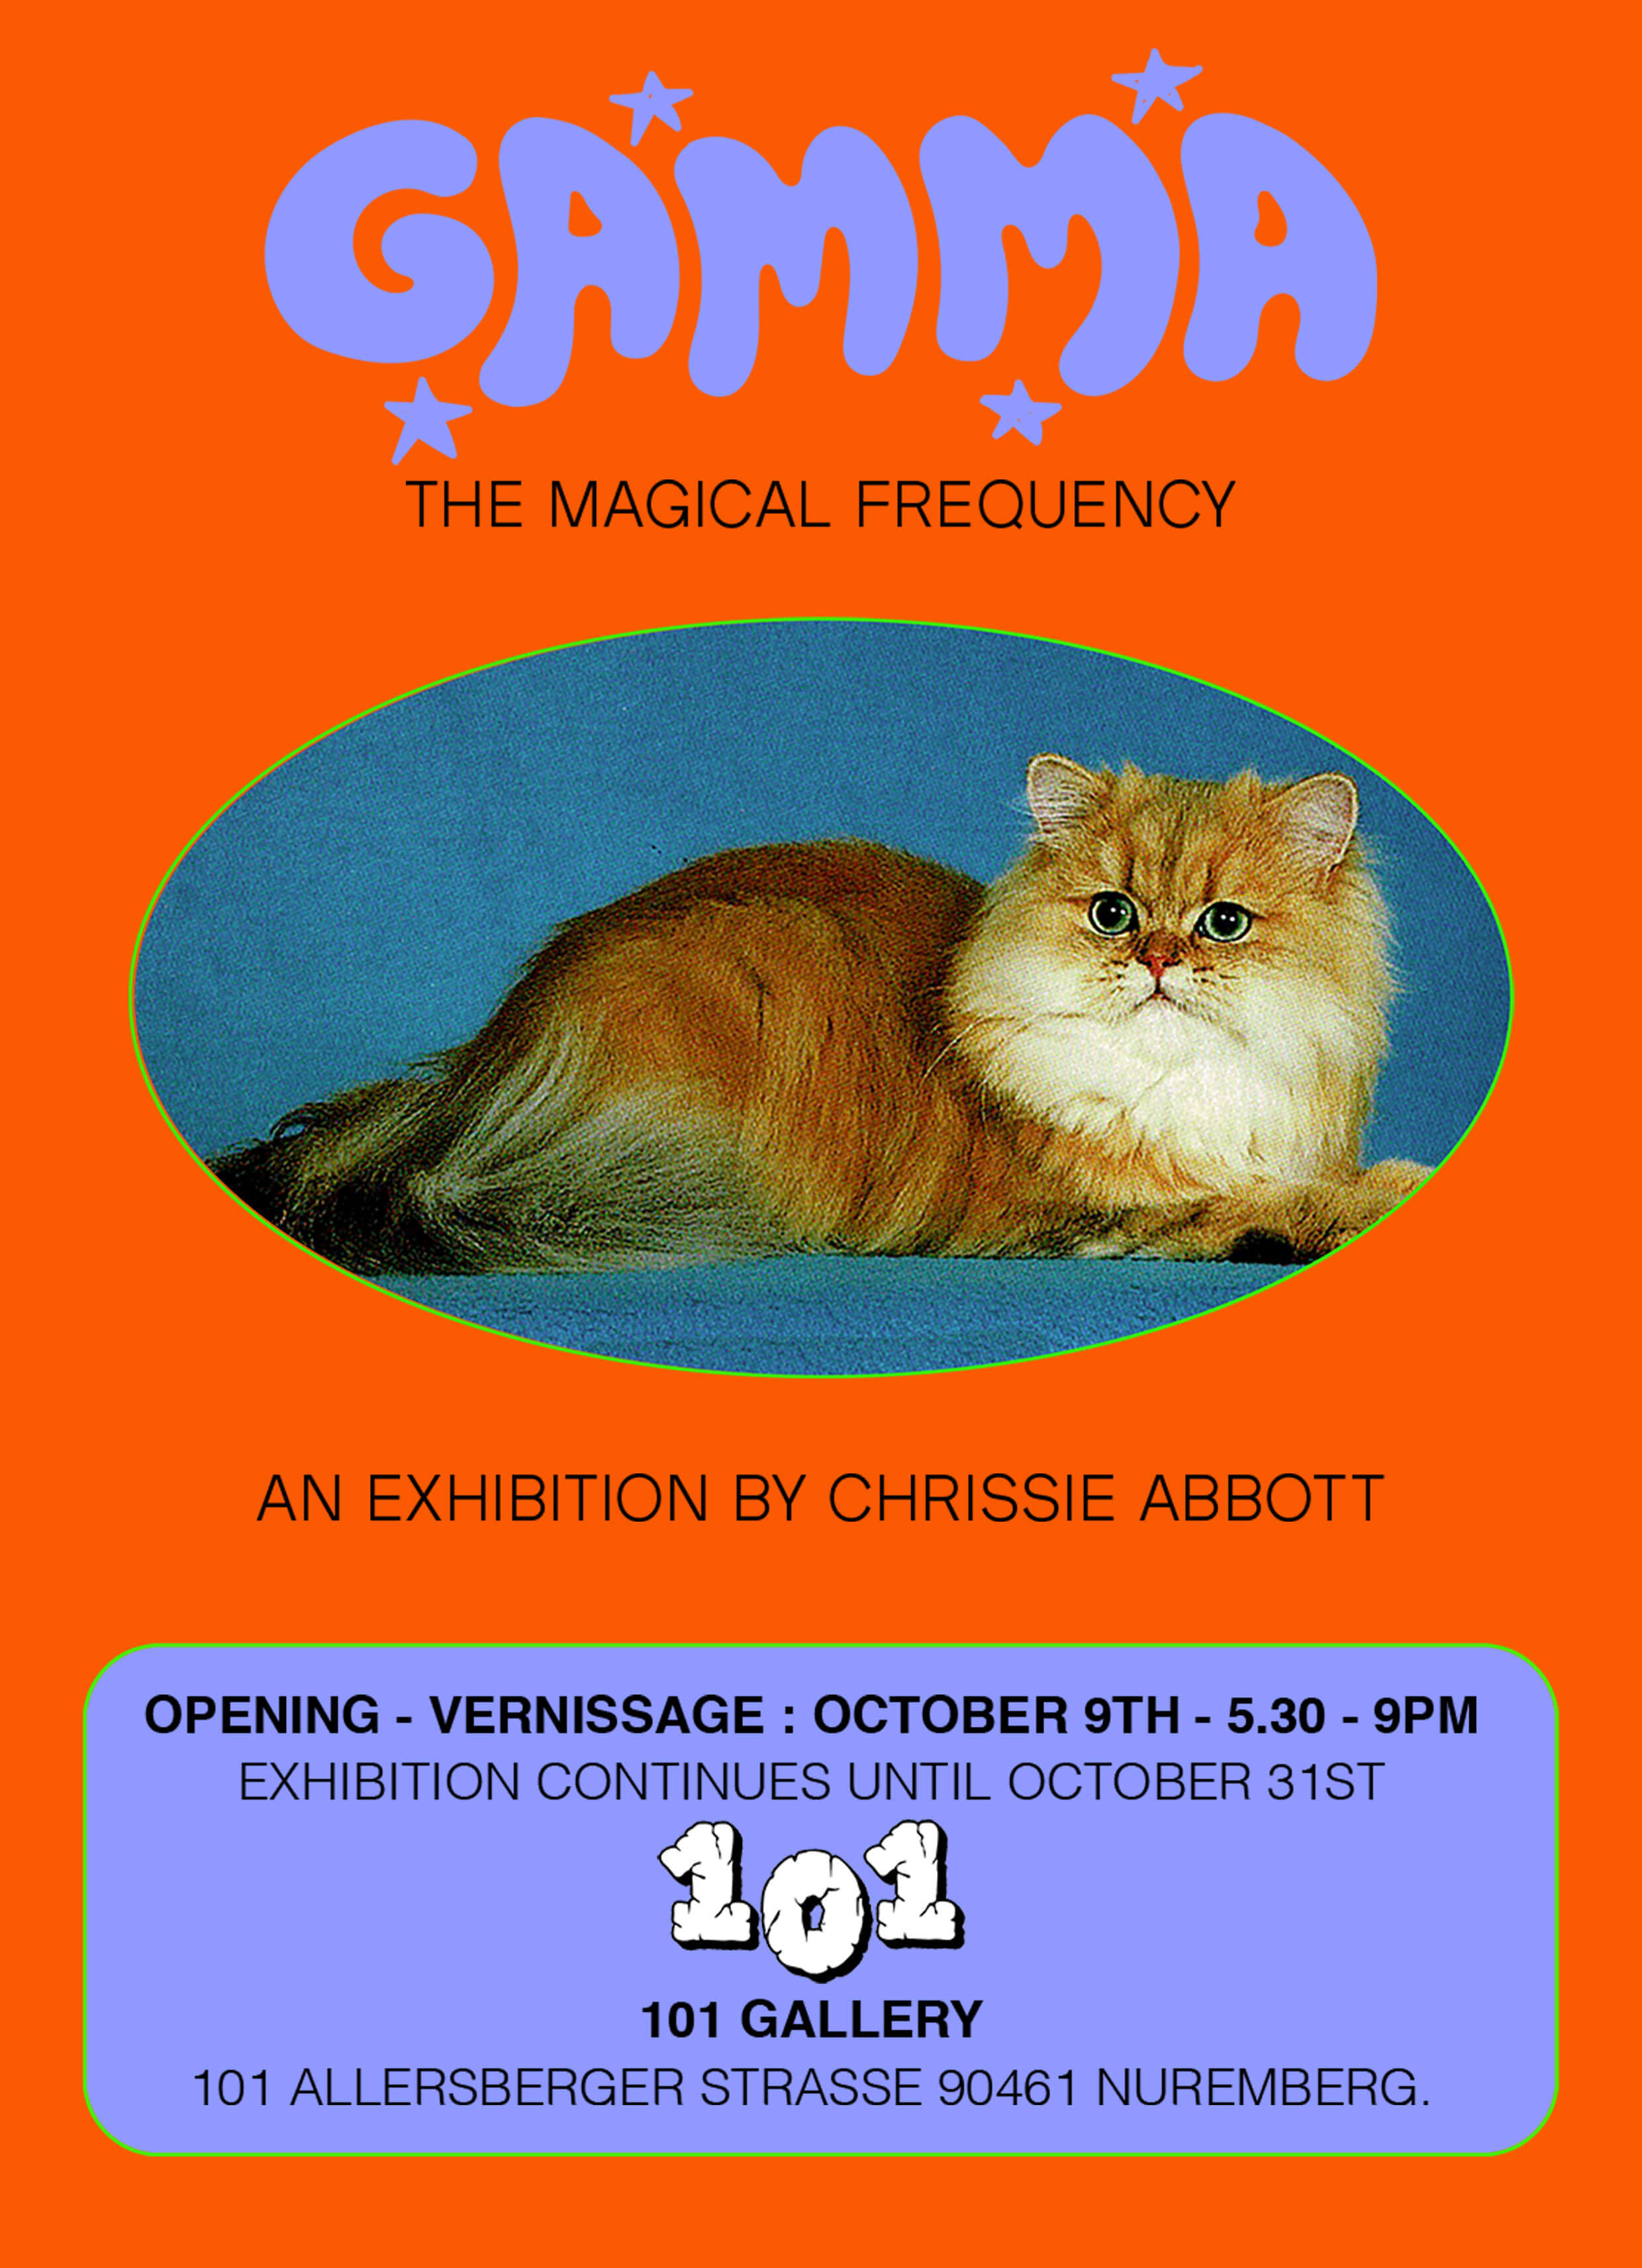 GAMMA
THE MAGICAL FREQUENCY
AN EXHIBITION BY CHRISSIE ABBOTT
OPENING - VERNISSAGE : OCTOBER 9TH - 5.30 - 9PM
EXHIBITION CONTINUES UNTIL OCTOBER 31ST
101
101 GALLERY
101 ALLERSBERGER STRASSE 90461 NUREMBERG.